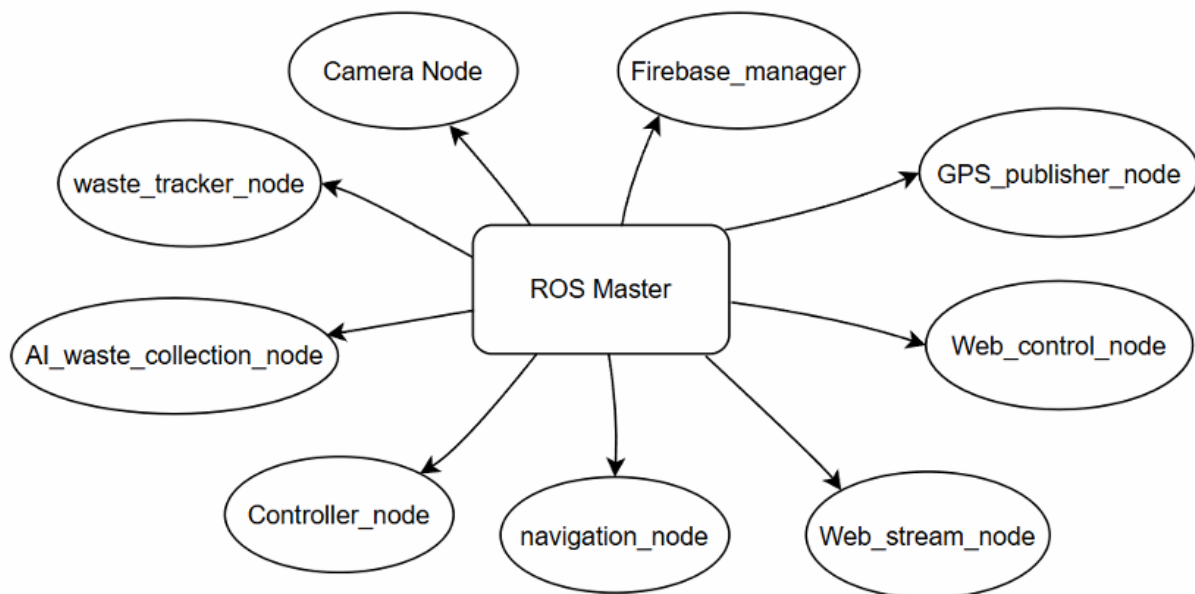 Camera Node
Firebase_manager
waste_tracker_node
GPS_publisher_node
ROS Master
AI_waste_collection_node
Web_control_node
Controller_node
navigation_node
Web_stream_node